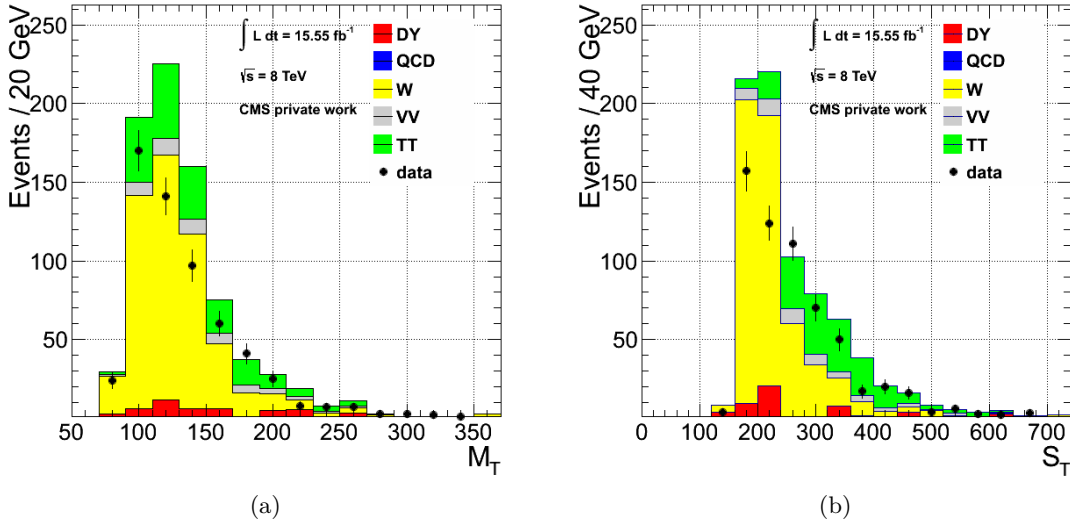 Events / 20 GeV
250
200
150
100
50
50 100 150 200 250 300 350
M_T
∫ L dt = 15.55 fb⁻¹
√s = 8 TeV
CMS private work
DY
QCD
W
VV
TT
data
(a)
Events / 40 GeV
250
200
150
100
50
0 100 200 300 400 500 600 700
S_T
∫ L dt = 15.55 fb⁻¹
√s = 8 TeV
CMS private work
DY
QCD
W
VV
TT
data
(b)